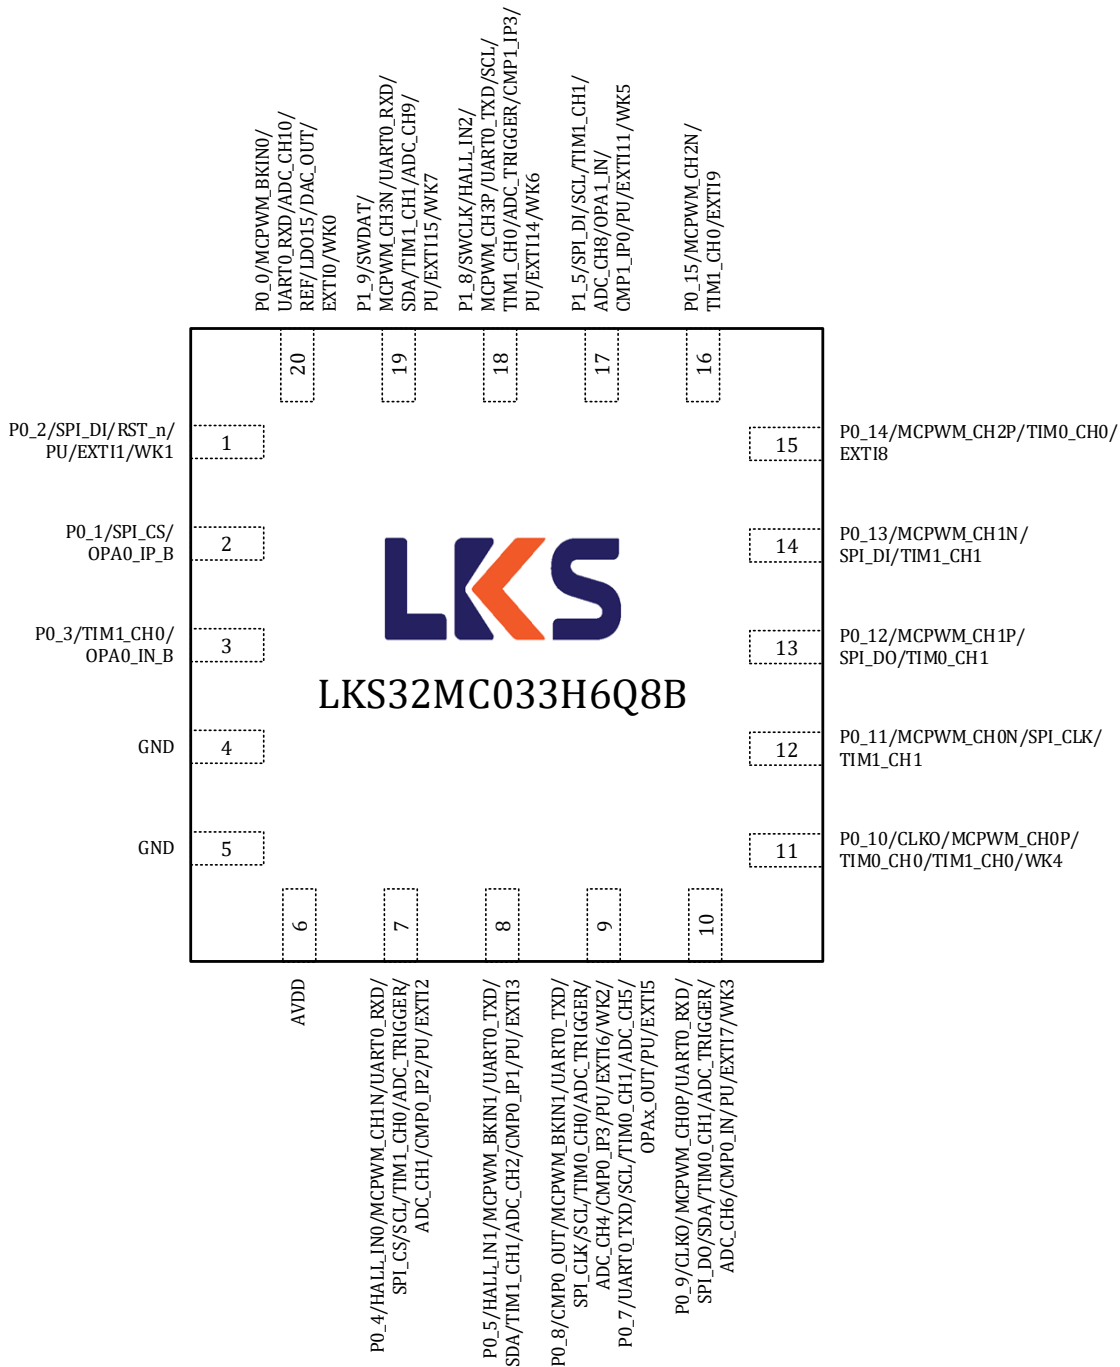 P0_0/MCPWM_BKIN0/
UART0_RXD/ADC_CH10/
REF/LDO15/DAC_OUT/
EXTI0/WK0
P1_9/SWDAT/
MCPWM_CH3N/UART0_RXD/
SDA/TIM1_CH1/ADC_CH9/
PU/EXTI15/WK7
P1_8/SWCLK/HALL_IN2/
MCPWM_CH3P/UART0_TXD/SCL/
TIM1_CH0/ADC_TRIGGER/CMP1_IP3/
PU/EXTI14/WK6
P1_5/SPI_DI/SCL/TIM1_CH1/
ADC_CH8/OPA1_IN/
CMP1_IP0/PU/EXTI11/WK5
P0_15/MCPWM_CH2N/
TIM1_CH0/EXTI9
20
19
18
17
16
P0_2/SPI_DI/RST_n/
PU/EXTI1/WK1
1
P0_1/SPI_CS/
OPA0_IP_B
2
P0_3/TIM1_CH0/
OPA0_IN_B
3
GND
4
GND
5
LKS
LKS32MC033H6Q8B
15
P0_14/MCPWM_CH2P/TIM0_CH0/
EXTI8
14
P0_13/MCPWM_CH1N/
SPI_DI/TIM1_CH1
13
P0_12/MCPWM_CH1P/
SPI_DO/TIM0_CH1
12
P0_11/MCPWM_CH0N/SPI_CLK/
TIM1_CH1
11
P0_10/CLKO/MCPWM_CH0P/
TIM0_CH0/TIM1_CH0/WK4
6
7
8
9
10
AVDD
P0_4/HALL_IN0/MCPWM_CH1N/UART0_RXD/
SPI_CS/SCL/TIM1_CH0/ADC_TRIGGER/
ADC_CH1/CMP0_IP2/PU/EXTI2
P0_5/HALL_IN1/MCPWM_BKIN1/UART0_TXD/
SDA/TIM1_CH1/ADC_CH2/CMP0_IP1/PU/EXTI3
P0_8/CMP0_OUT/MCPWM_BKIN1/UART0_TXD/
SPI_CLK/SCL/TIM0_CH0/ADC_TRIGGER/
ADC_CH4/CMP0_IP3/PU/EXTI6/WK2/
P0_7/UART0_TXD/SCL/TIM0_CH1/ADC_CH5/
OPAx_OUT/PU/EXTI5
P0_9/CLKO/MCPWM_CH0P/UART0_RXD/
SPI_DO/SDA/TIM0_CH1/ADC_TRIGGER/
ADC_CH6/CMP0_IN/PU/EXTI7/WK3